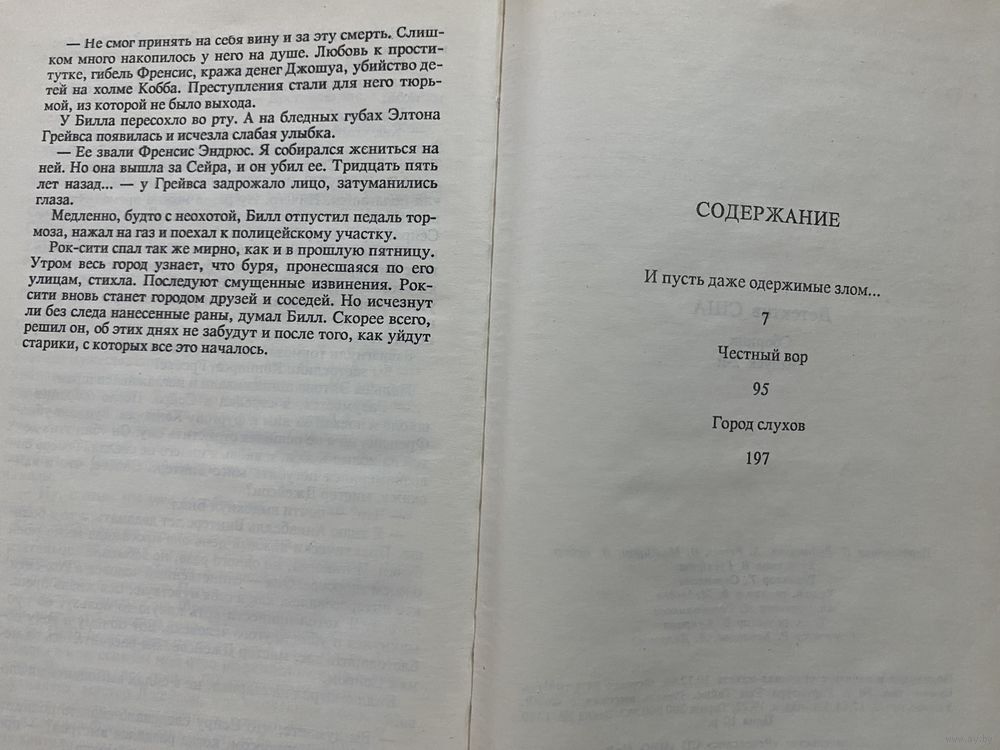 — Не смог принять на себя вину и за эту смерть. Слиш-
ком много накопилось у него на душе. Любовь к прости-
тутке, гибель Френсис, кража денег Джошуа, убийство де-
тей на холме Кобба. Преступления стали для него тюрь-
мой, из которой не было выхода.
У Билла пересохло во рту. А на бледных губах Элтона
Грейвса появилась и исчезла слабая улыбка.
— Ее звали Френсис Эндрюс. Я собирался жениться на
ней. Но она вышла за Сейра, и он убил ее. Тридцать пять
лет назад... — у Грейвса задрожало лицо, затуманились
глаза.
Медленно, будто с неохотой, Билл отпустил педаль тор-
моза, нажал на газ и поехал к полицейскому участку.
Рок-сити спал так же мирно, как и в прошлую пятницу.
Утром весь город узнает, что буря, пронесшаяся по его
улицам, стихла. Последуют смущенные извинения. Рок-
сити вновь станет городом друзей и соседей. Но исчезнут
ли без следа нанесенные раны, думал Билл. Скорее всего,
решил он, об этих днях не забудут и после того, как уйдут
старики, с которых все это началось.
СОДЕРЖАНИЕ
И пусть даже одержимые злом...
7
Честный вор
95
Город слухов
197